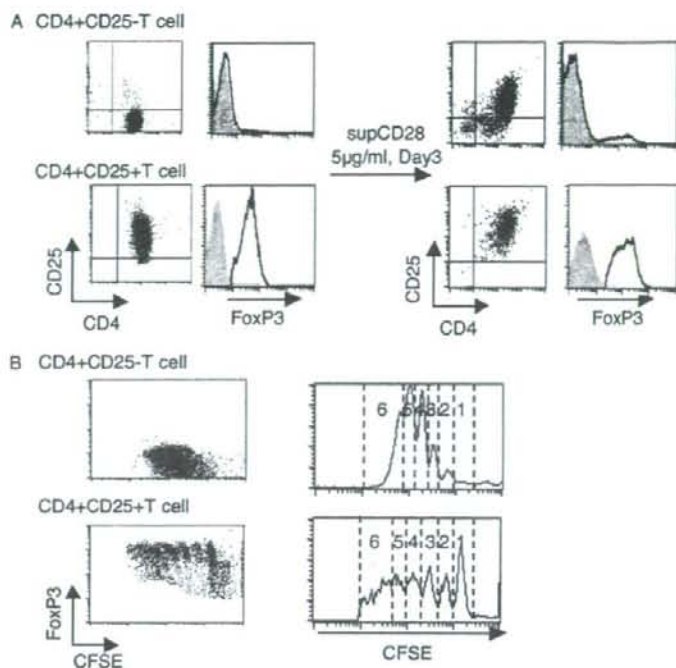 A CD4+CD25-T cell
supCD28
5µg/ml, Day3
CD4+CD25+T cell
CD25
CD4
FoxP3
CD25
CD4
FoxP3
B CD4+CD25-T cell
6 5 4 3 2 1
CD4+CD25+T cell
6 5 4 3 2 1
FoxP3
CFSE
CFSE